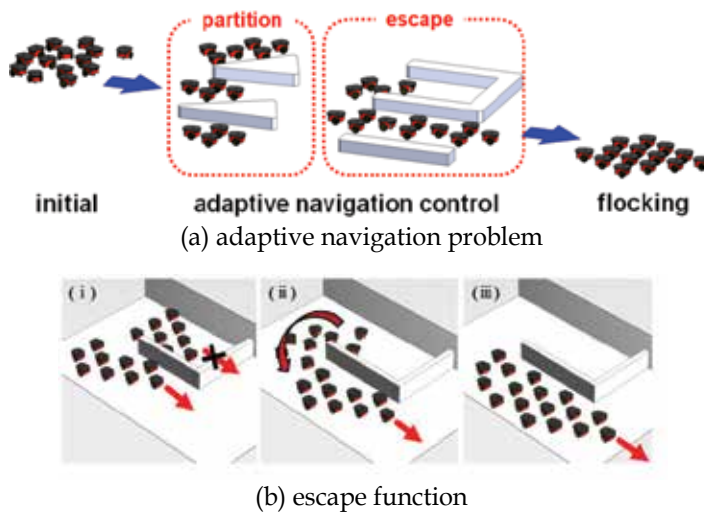 partition escape
initial adaptive navigation control flocking
(a) adaptive navigation problem
(i) (ii) (iii)
(b) escape function